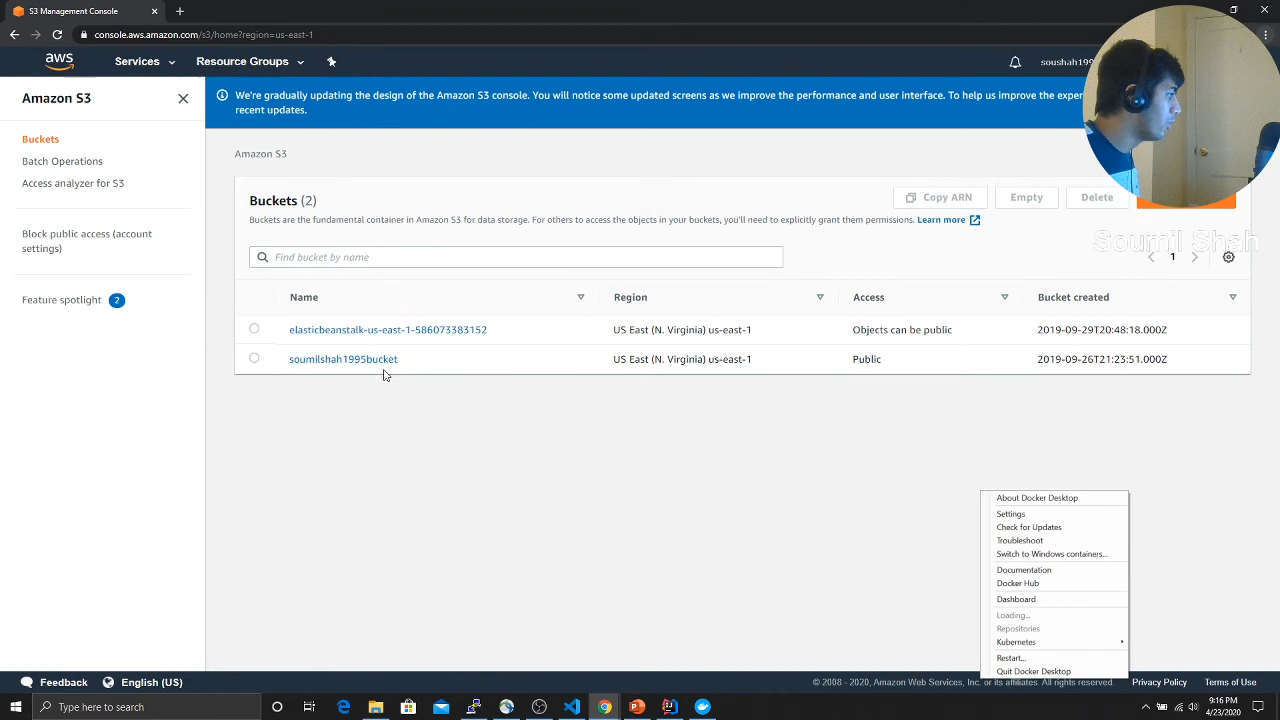 S3 Management Console
console.aws.amazon.com/s3/home?region=us-east-1
aws
Services
Resource Groups
Amazon S3
Buckets
Batch Operations
Access analyzer for S3
Block public access (account
settings)
Feature spotlight 2
We're gradually updating the design of the Amazon S3 console. You will notice some updated screens as we improve the performance and user interface. To help us improve the
recent updates.
Amazon S3
Buckets (2)
Copy ARN
Empty
Delete
Buckets are the fundamental container in Amazon S3 for data storage. For others to access the objects in your buckets, you'll need to explicitly grant them permissions. Learn more
Soumil Shah
Find bucket by name
1
Name Region Access Bucket created
elasticbeanstalk-us-east-1-586073383152 US East (N. Virginia) us-east-1 Objects can be public 2019-09-29T20:48:18.000Z
soumilshah1995bucket US East (N. Virginia) us-east-1 Public 2019-09-26T21:23:51.000Z
About Docker Desktop
Settings
Check for Updates
Troubleshoot
Switch to Windows containers...
Documentation
Docker Hub
Dashboard
Loading...
Repositories
Kubernetes
Restart...
Quit Docker Desktop
Feedback
English (US)
© 2008 - 2020, Amazon Web Services, Inc. or its affiliates. All rights reserved.
Privacy Policy
Terms of Use
Type here to search
9:16 PM
4/23/2020